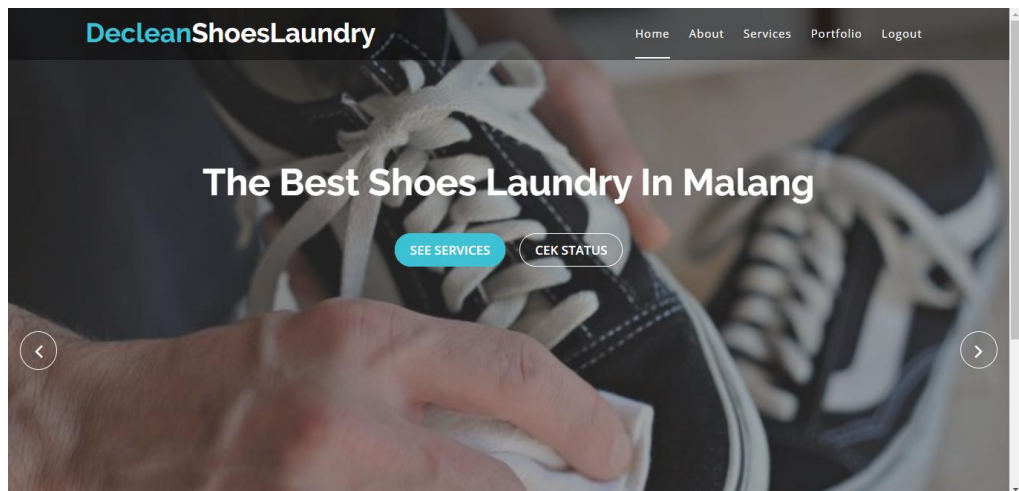 DecleanShoesLaundry
Home About Services Portfolio Logout
The Best Shoes Laundry In Malang
SEE SERVICES CEK STATUS